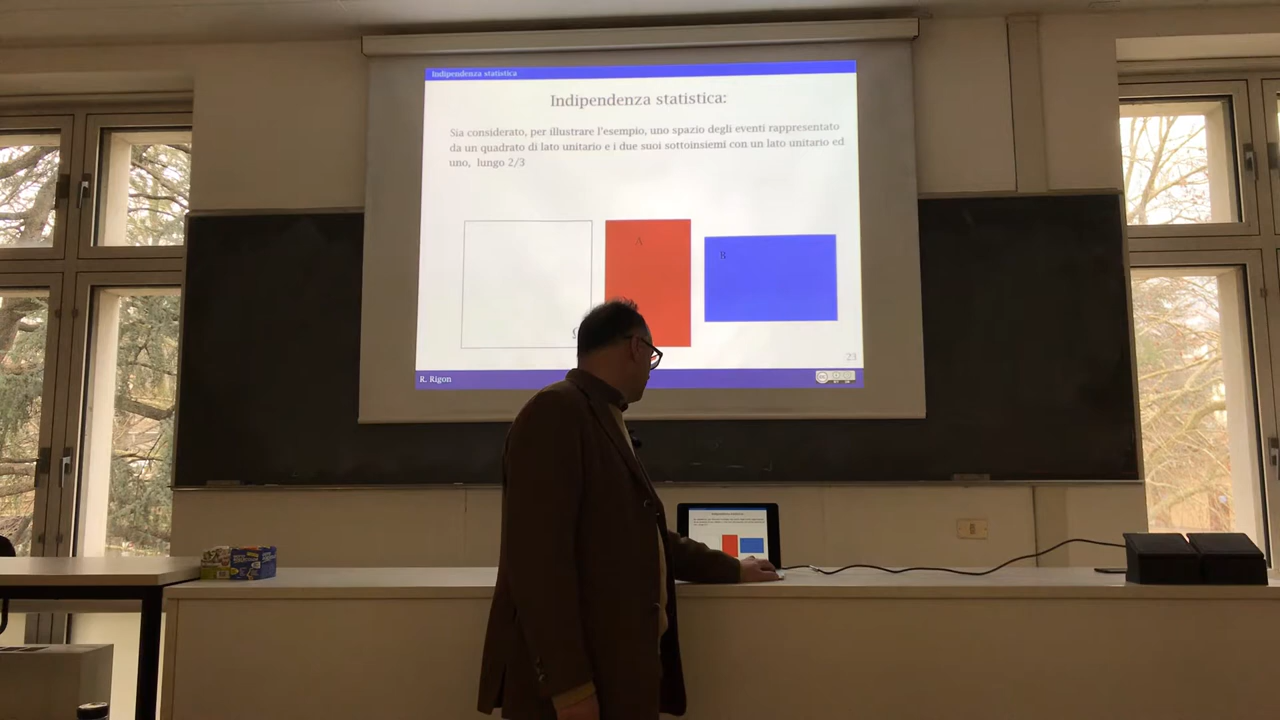 Indipendenza statistica
Indipendenza statistica:
Sia considerato, per illustrare l'esempio, uno spazio degli eventi rappresentato
da un quadrato di lato unitario e i due suoi sottoinsiemi con un lato unitario ed
uno, lungo 2/3
A
B
23
R. Rigon